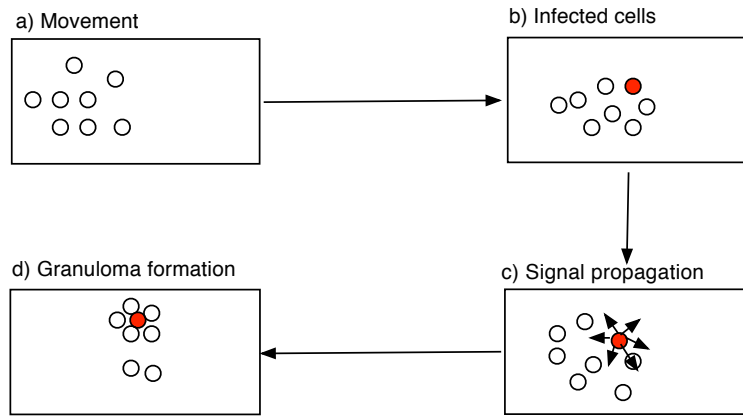 a) Movement
b) Infected cells
c) Signal propagation
d) Granuloma formation